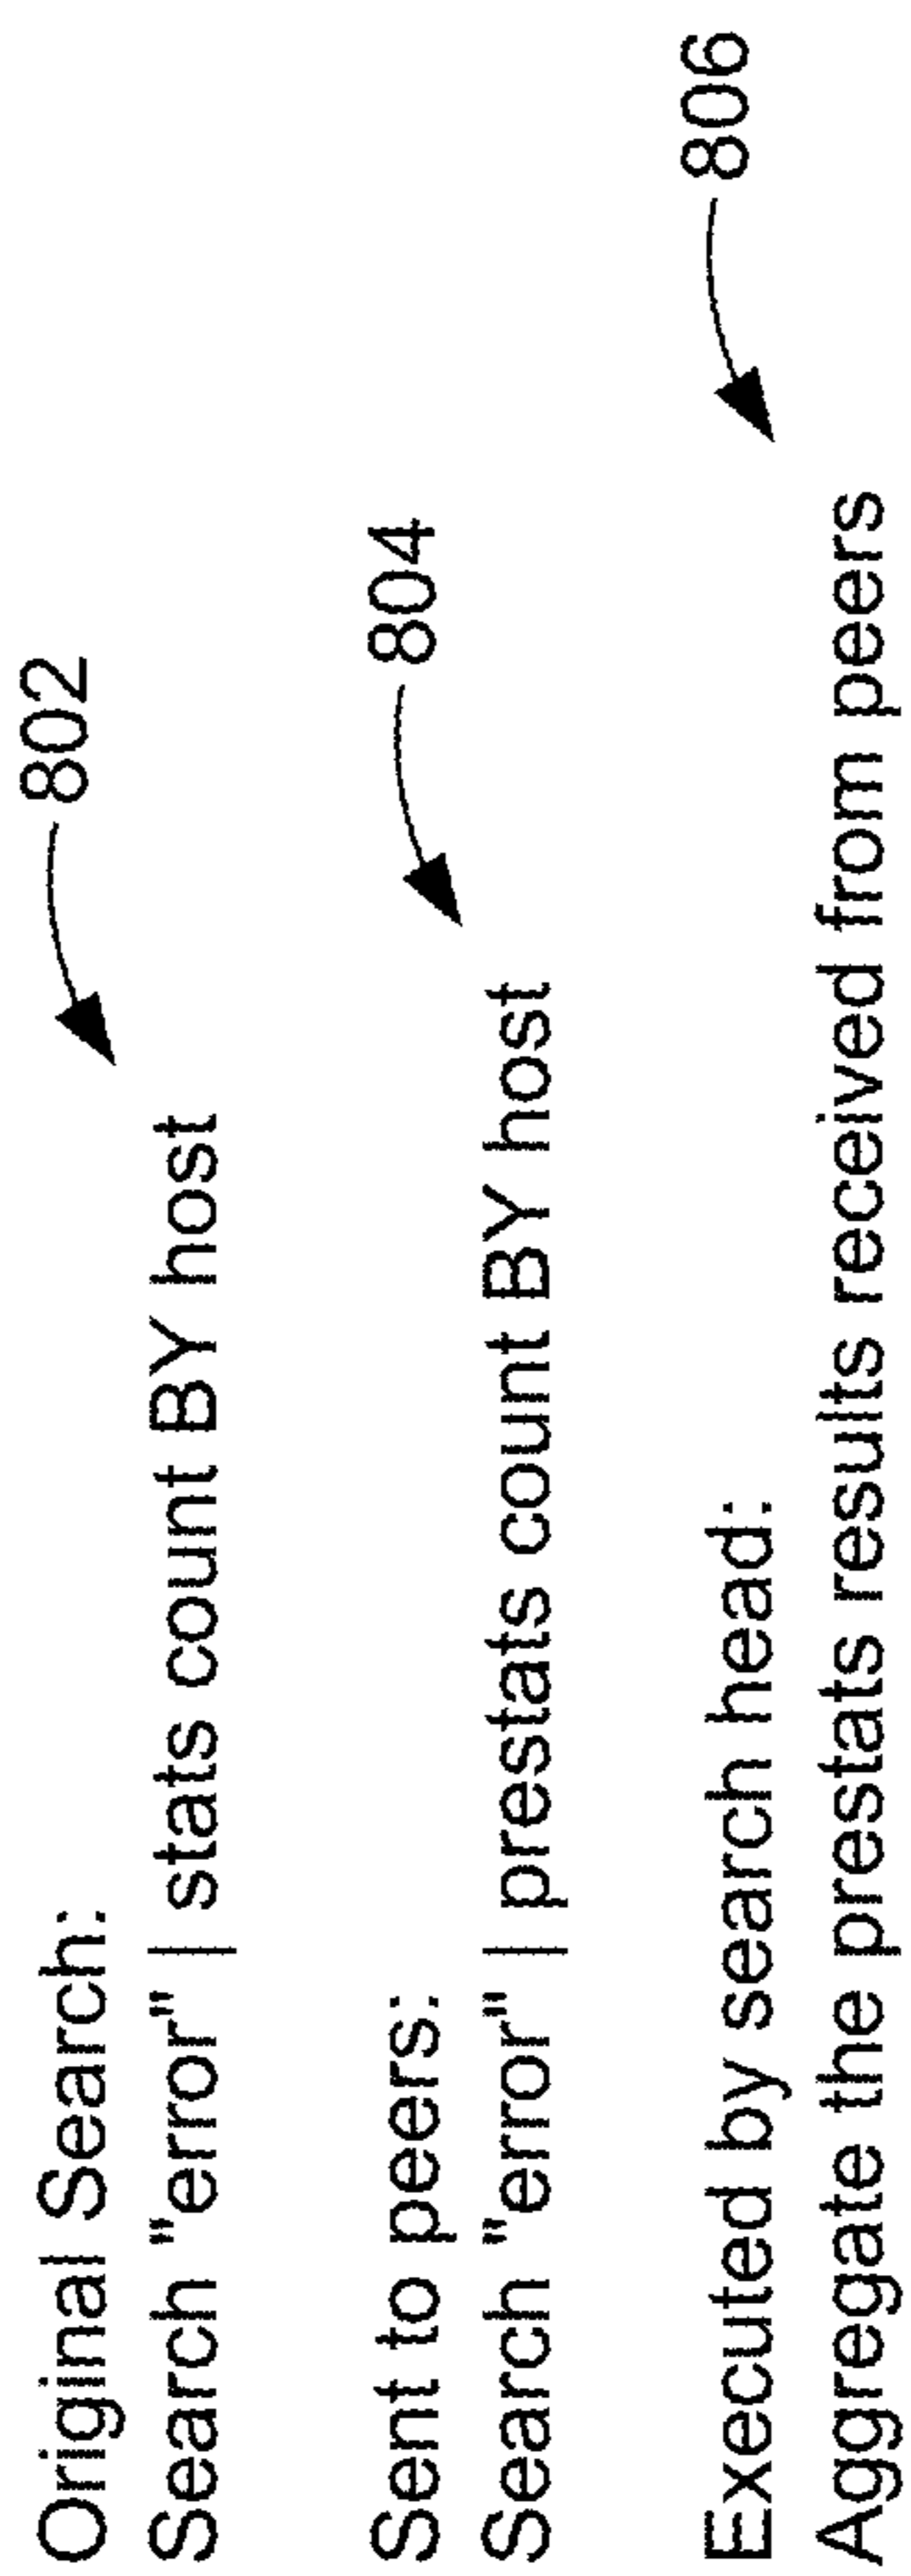 Original Search:
802
Search "error" | stats count BY host
Sent to peers:
804
Search "error" | prestats count BY host
Executed by search head:
806
Aggregate the prestats results received from peers